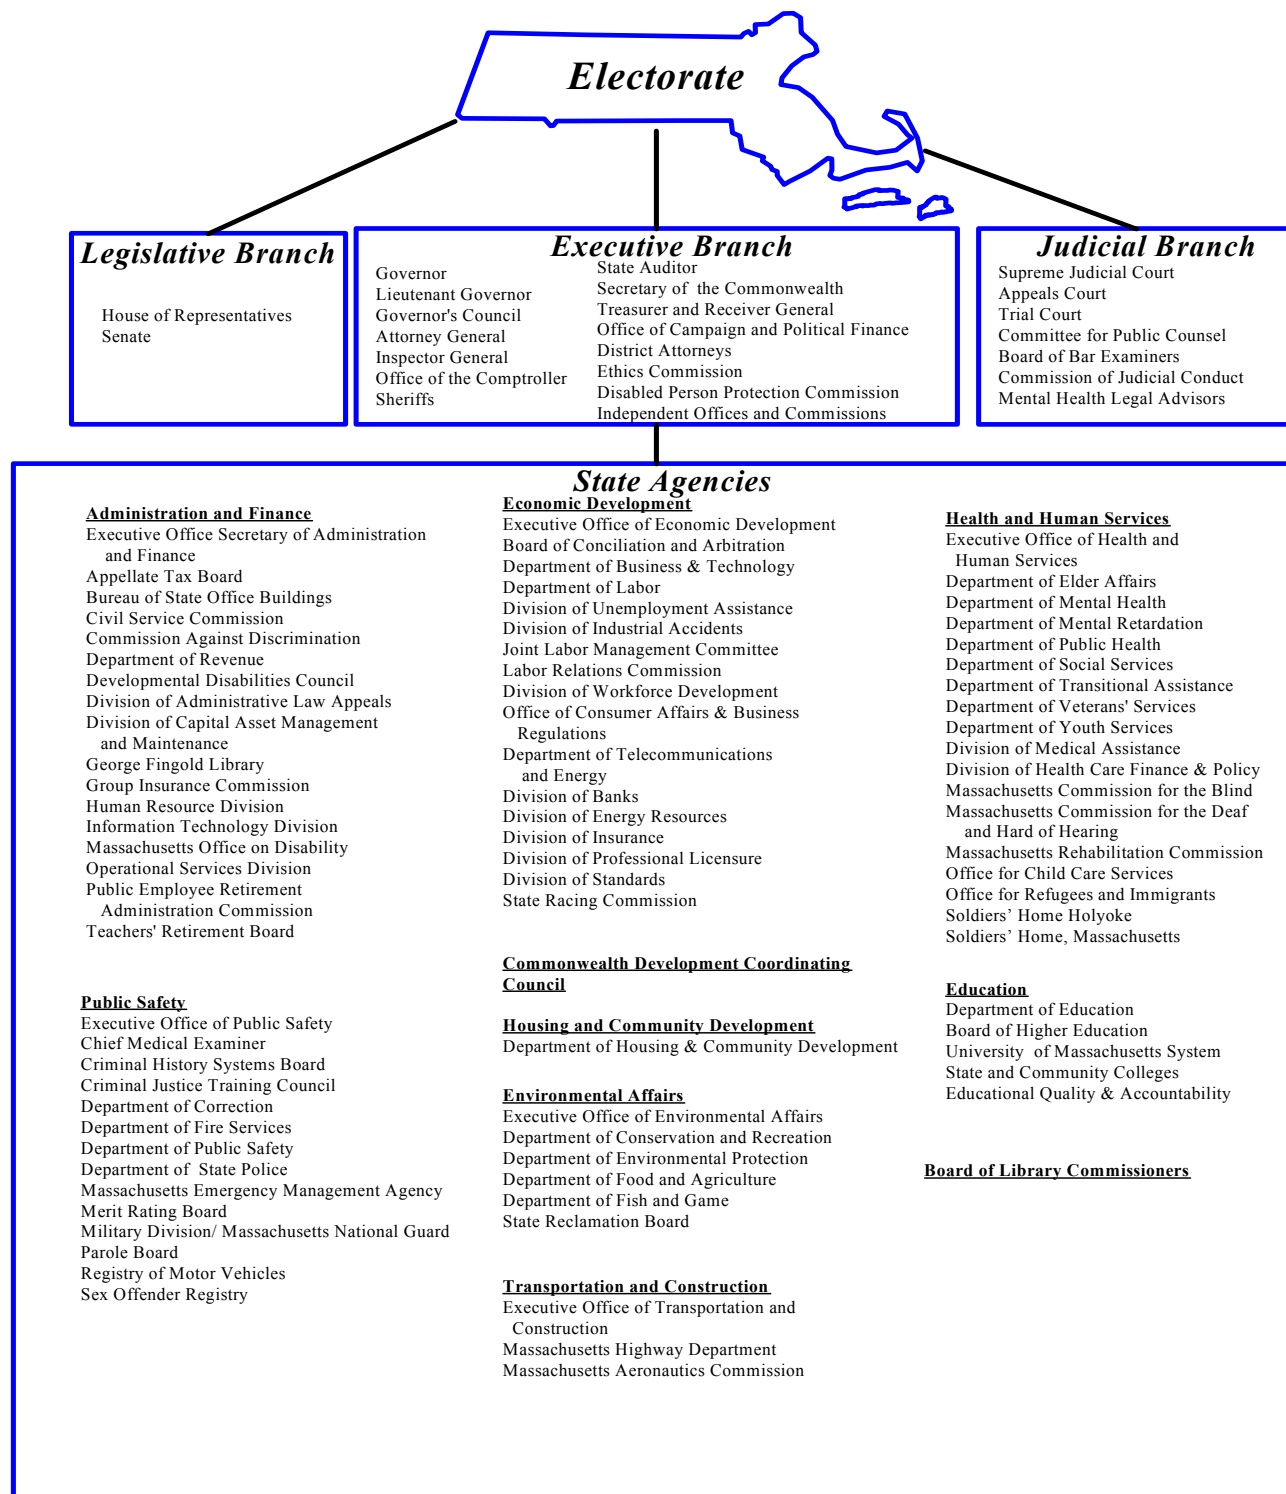 Electorate
Legislative Branch
House of Representatives
Senate
Executive Branch
Governor
Lieutenant Governor
Governor's Council
Attorney General
Inspector General
Office of the Comptroller
Sheriffs
State Auditor
Secretary of the Commonwealth
Treasurer and Receiver General
Office of Campaign and Political Finance
District Attorneys
Ethics Commission
Disabled Person Protection Commission
Independent Offices and Commissions
Judicial Branch
Supreme Judicial Court
Appeals Court
Trial Court
Committee for Public Counsel
Board of Bar Examiners
Commission of Judicial Conduct
Mental Health Legal Advisors
State Agencies
Administration and Finance
Executive Office Secretary of Administration
and Finance
Appellate Tax Board
Bureau of State Office Buildings
Civil Service Commission
Commission Against Discrimination
Department of Revenue
Developmental Disabilities Council
Division of Administrative Law Appeals
Division of Capital Asset Management
and Maintenance
George Fingold Library
Group Insurance Commission
Human Resource Division
Information Technology Division
Massachusetts Office on Disability
Operational Services Division
Public Employee Retirement
Administration Commission
Teachers' Retirement Board
Public Safety
Executive Office of Public Safety
Chief Medical Examiner
Criminal History Systems Board
Criminal Justice Training Council
Department of Correction
Department of Fire Services
Department of Public Safety
Department of State Police
Massachusetts Emergency Management Agency
Merit Rating Board
Military Division/ Massachusetts National Guard
Parole Board
Registry of Motor Vehicles
Sex Offender Registry
Economic Development
Executive Office of Economic Development
Board of Conciliation and Arbitration
Department of Business & Technology
Department of Labor
Division of Unemployment Assistance
Division of Industrial Accidents
Joint Labor Management Committee
Labor Relations Commission
Division of Workforce Development
Office of Consumer Affairs & Business
Regulations
Department of Telecommunications
and Energy
Division of Banks
Division of Energy Resources
Division of Insurance
Division of Professional Licensure
Division of Standards
State Racing Commission
Commonwealth Development Coordinating
Council
Housing and Community Development
Department of Housing & Community Development
Environmental Affairs
Executive Office of Environmental Affairs
Department of Conservation and Recreation
Department of Environmental Protection
Department of Food and Agriculture
Department of Fish and Game
State Reclamation Board
Transportation and Construction
Executive Office of Transportation and
Construction
Massachusetts Highway Department
Massachusetts Aeronautics Commission
Health and Human Services
Executive Office of Health and
Human Services
Department of Elder Affairs
Department of Mental Health
Department of Mental Retardation
Department of Public Health
Department of Social Services
Department of Transitional Assistance
Department of Veterans' Services
Department of Youth Services
Division of Medical Assistance
Division of Health Care Finance & Policy
Massachusetts Commission for the Blind
Massachusetts Commission for the Deaf
and Hard of Hearing
Massachusetts Rehabilitation Commission
Office for Child Care Services
Office for Refugees and Immigrants
Soldiers’ Home Holyoke
Soldiers’ Home, Massachusetts
Education
Department of Education
Board of Higher Education
University of Massachusetts System
State and Community Colleges
Educational Quality & Accountability
Board of Library Commissioners